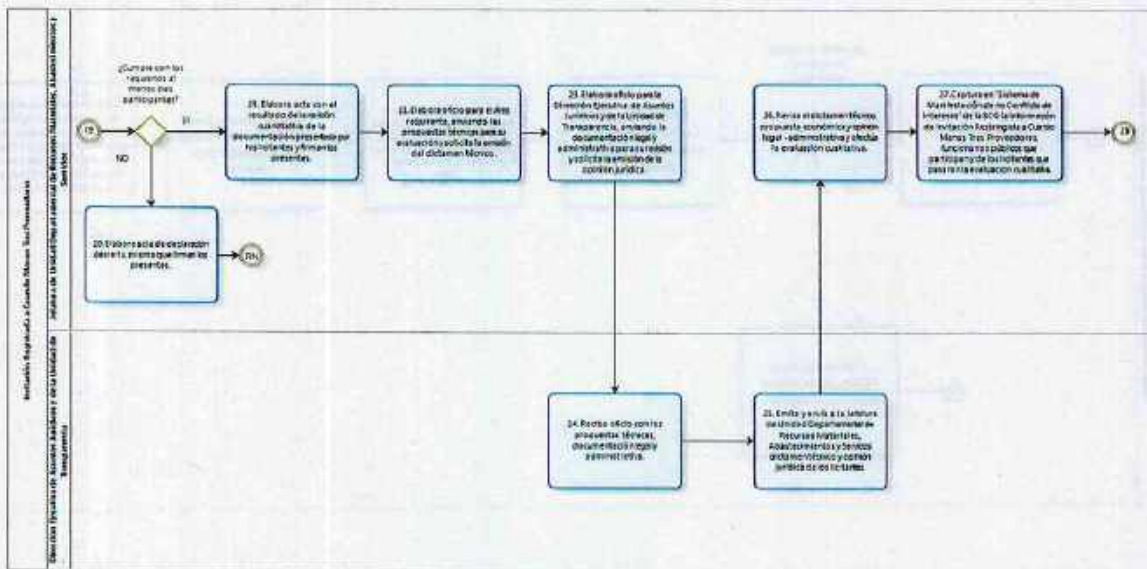 Invitación Restringida a Cuando Menos Tres Proveedores
Jefatura de Unidad Departamental de Recursos Materiales, Abastecimientos y
Servicios
Dirección Ejecutiva de Asuntos Jurídicos y de la Unidad de
Transparencia
¿Cumple con los
requisitos al
menos
participantes?
SI
NO
Elabora acta con el
resultado de la revisión
cuantitativa de la
documentación presentada por
los licitantes y firman los
presentes.
20. Elabora acta de declaración
desierta, misma que firman los
presentes.
FIN
Elabora oficio para el Área
requirente, enviando las
propuestas técnicas para su
evaluación y solicita la emisión
del dictamen técnico.
23. Elabora oficio para la
Dirección Ejecutiva de Asuntos
Jurídicos y de la Unidad de
Transparencia, enviando la
documentación legal y
administrativa para su revisión
y solicita la emisión de la
opinión jurídica.
24. Recibe oficio con las
propuestas técnicas,
documentación legal y
administrativa.
25. Emite y envía a la Jefatura
de Unidad Departamental de
Recursos Materiales,
Abastecimientos y Servicios
dictamen técnico y opinión
jurídica de los licitantes.
26. Revisa el dictamen técnico,
propuesta económica y opinión
legal - administrativa y efectúa
la evaluación cualitativa.
27. Captura en "Sistema de
Manifestación de no Conflicto de
Intereses" de la SCG la información
de Invitación Restringida a Cuando
Menos Tres Proveedores,
funcionarios públicos que
participan y de los licitantes que
pasaron a la evaluación cualitativa.